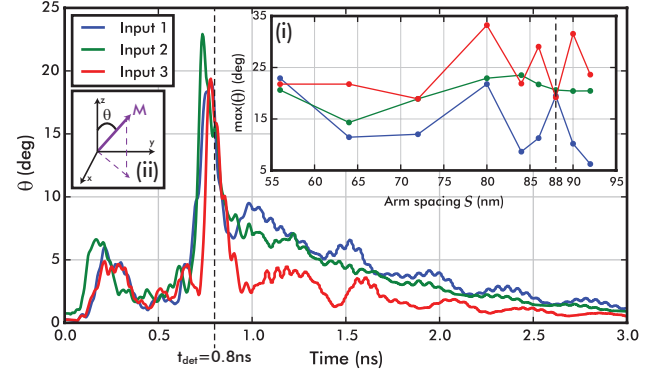 Input 1
Input 2
Input 3
z
θ
M
y
x
(ii)
(i)
max(θ) (deg)
35
25
15
5
55
60
65
70
75
80
85
88
90
95
Arm spacing S (nm)
θ (deg)
25
20
15
10
5
0
0.0
0.5
1.0
1.5
2.0
2.5
3.0
t_det=0.8ns
Time (ns)